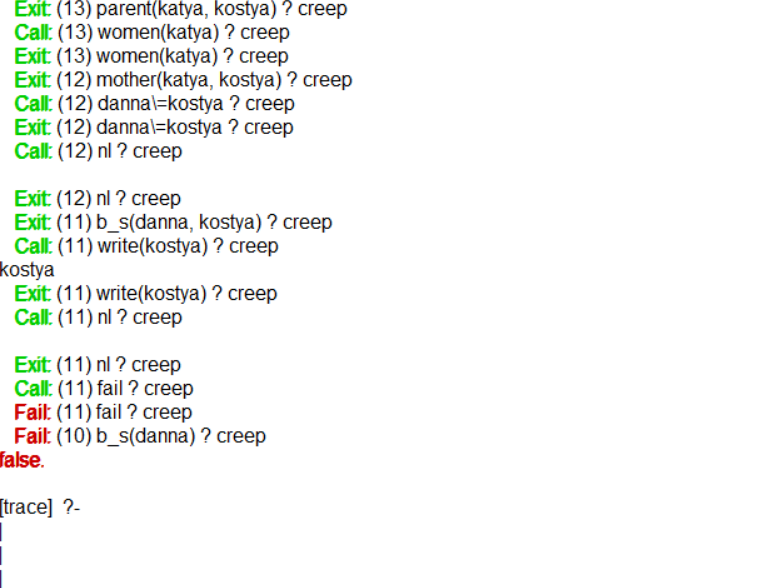 Exit: (13) parent(katya, kostya) ? creep
Call: (13) women(katya) ? creep
Exit: (13) women(katya) ? creep
Exit: (12) mother(katya, kostya) ? creep
Call: (12) danna\=kostya ? creep
Exit: (12) danna\=kostya ? creep
Call: (12) nl ? creep
Exit: (12) nl ? creep
Exit: (11) b_s(danna, kostya) ? creep
Call: (11) write(kostya) ? creep
kostya
Exit: (11) write(kostya) ? creep
Call: (11) nl ? creep
Exit: (11) nl ? creep
Call: (11) fail ? creep
Fail: (11) fail ? creep
Fail: (10) b_s(danna) ? creep
false.
[trace] ?-
|
|
|